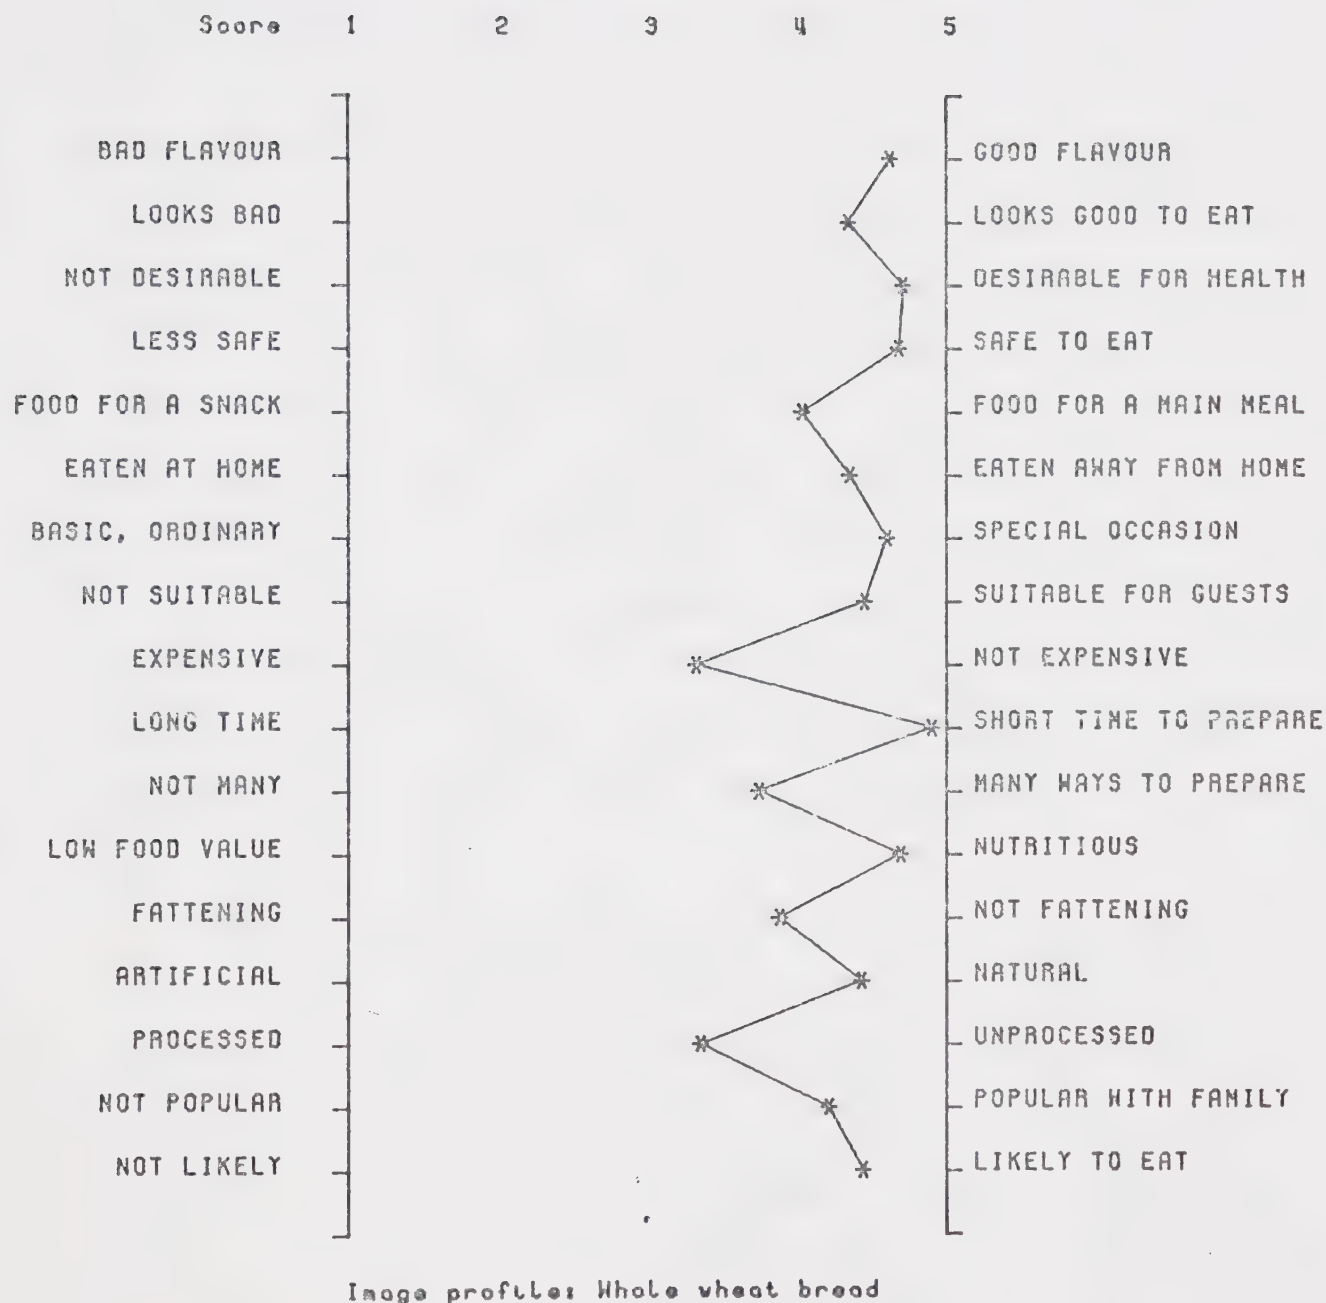 Score 1 2 3 4 5
BAD FLAVOUR GOOD FLAVOUR
LOOKS BAD LOOKS GOOD TO EAT
NOT DESIRABLE DESIRABLE FOR HEALTH
LESS SAFE SAFE TO EAT
FOOD FOR A SNACK FOOD FOR A MAIN MEAL
EATEN AT HOME EATEN AWAY FROM HOME
BASIC, ORDINARY SPECIAL OCCASION
NOT SUITABLE SUITABLE FOR GUESTS
EXPENSIVE NOT EXPENSIVE
LONG TIME SHORT TIME TO PREPARE
NOT MANY MANY WAYS TO PREPARE
LOW FOOD VALUE NUTRITIOUS
FATTENING NOT FATTENING
ARTIFICIAL NATURAL
PROCESSED UNPROCESSED
NOT POPULAR POPULAR WITH FAMILY
NOT LIKELY LIKELY TO EAT
Image profile: Whole wheat bread